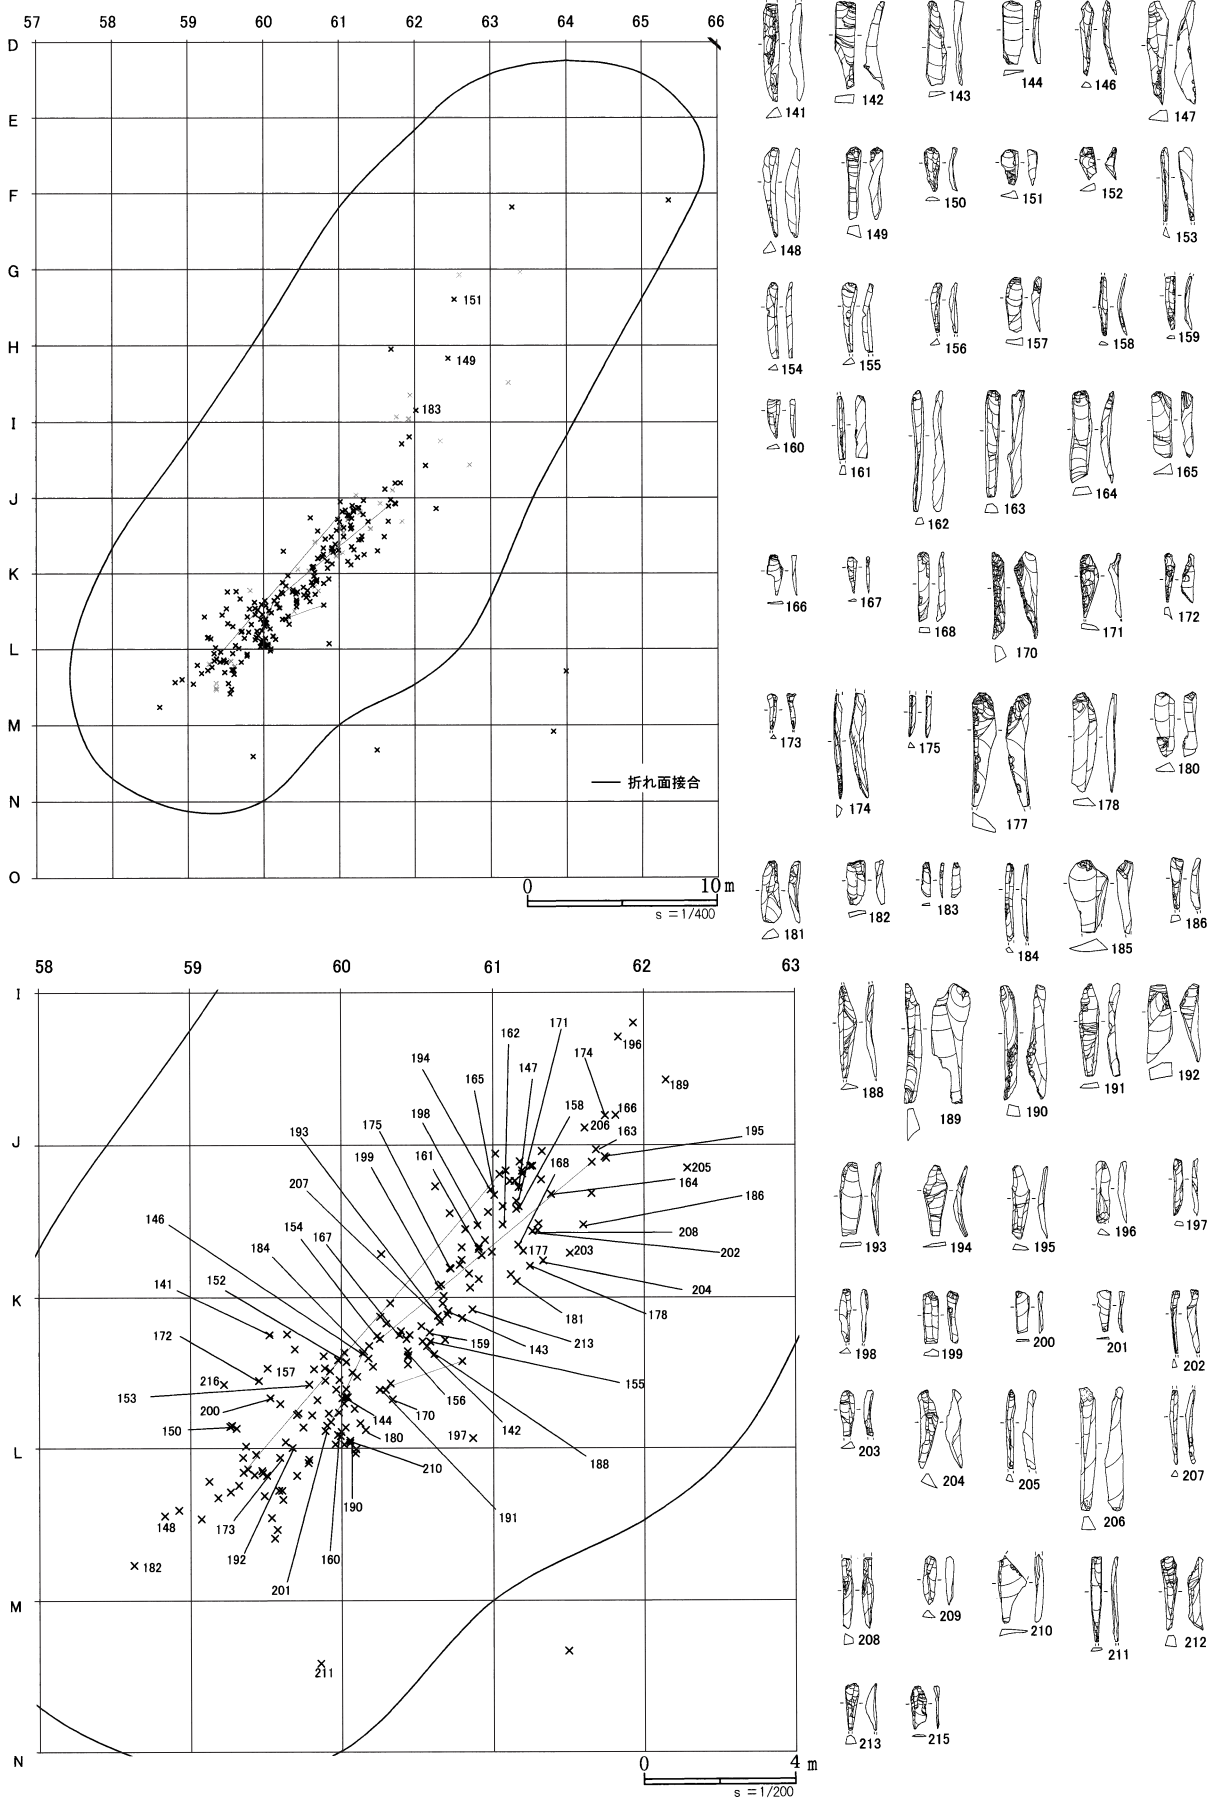 57 58 59 60 61 62 63 64 65 66
D
E
F
G
151
H
149
183
I
J
K
L
M
折れ面接合
N
O
0 10m
s = 1/400
58 59 60 61 62 63
I
171
162
196
194 174
165 147 189
198 158 166
175 206
193 163 195
J
199 161 168
205
207 164 186
146 154
167 208
184 177 203 202
152
141 204
K
181 178
172 159 213
143
157
216 155
153 156
200 144 170
150 180 197 142
L
210 188
190
148 191
173
182 192 160
201
M
211
N
0 4 m
s = 1/200
141 142 143 144 146 147
148 149 150 151 152 153
154 155 156 157 158 159
160 161 162 163 164 165
166 167 168 170 171 172
173 174 175 177 178 180
181 182 183 184 185 186
188 189 190 191 192
193 194 195 196 197
198 199 200 201 202
203 204 205 206 207
208 209 210 211 212
213 215